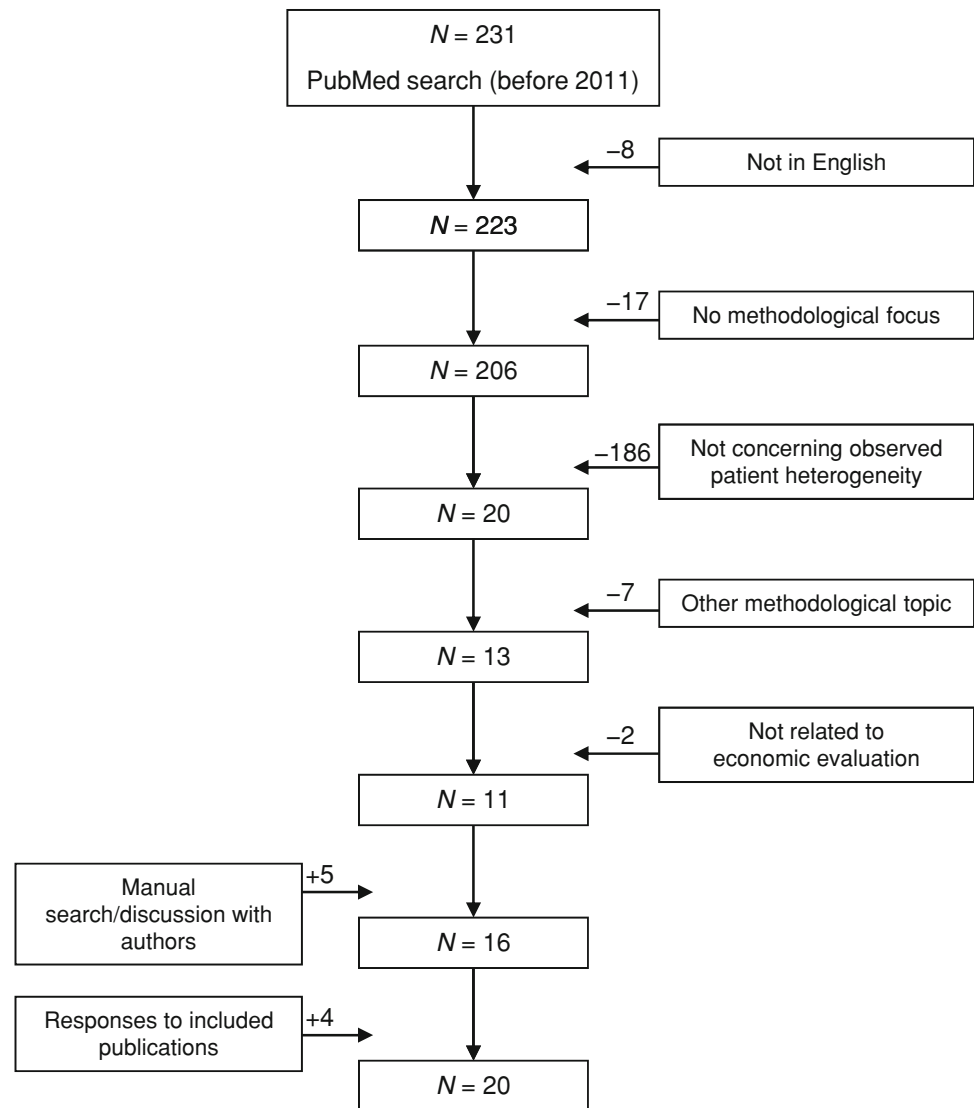 N = 231
PubMed search (before 2011)
−8
Not in English
N = 223
−17
No methodological focus
N = 206
−186
Not concerning observed
patient heterogeneity
N = 20
−7
Other methodological topic
N = 13
−2
Not related to
economic evaluation
N = 11
+5
Manual
search/discussion with
authors
N = 16
+4
Responses to included
publications
N = 20